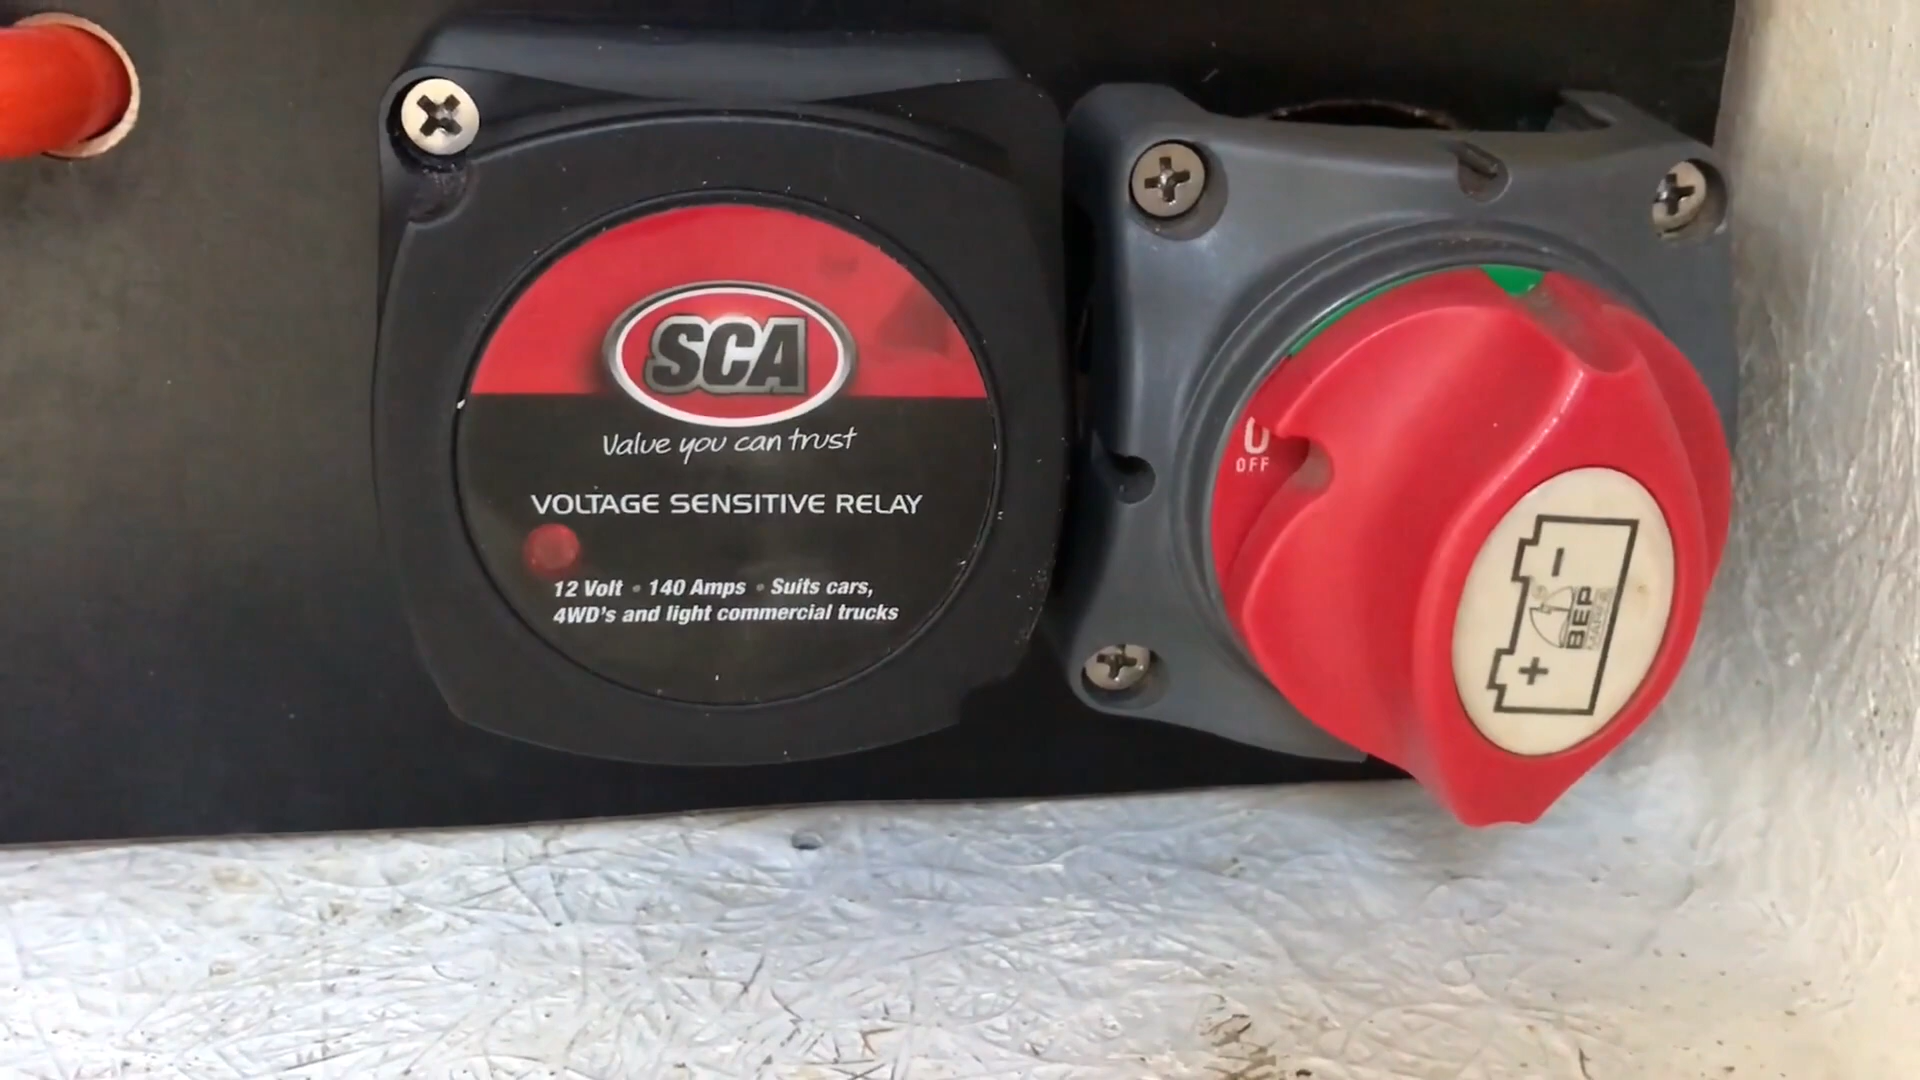 SCA
Value you can trust
VOLTAGE SENSITIVE RELAY
12 Volt • 140 Amps • Suits cars,
4WD's and light commercial trucks
OFF
- 
BEP
MARINE
+